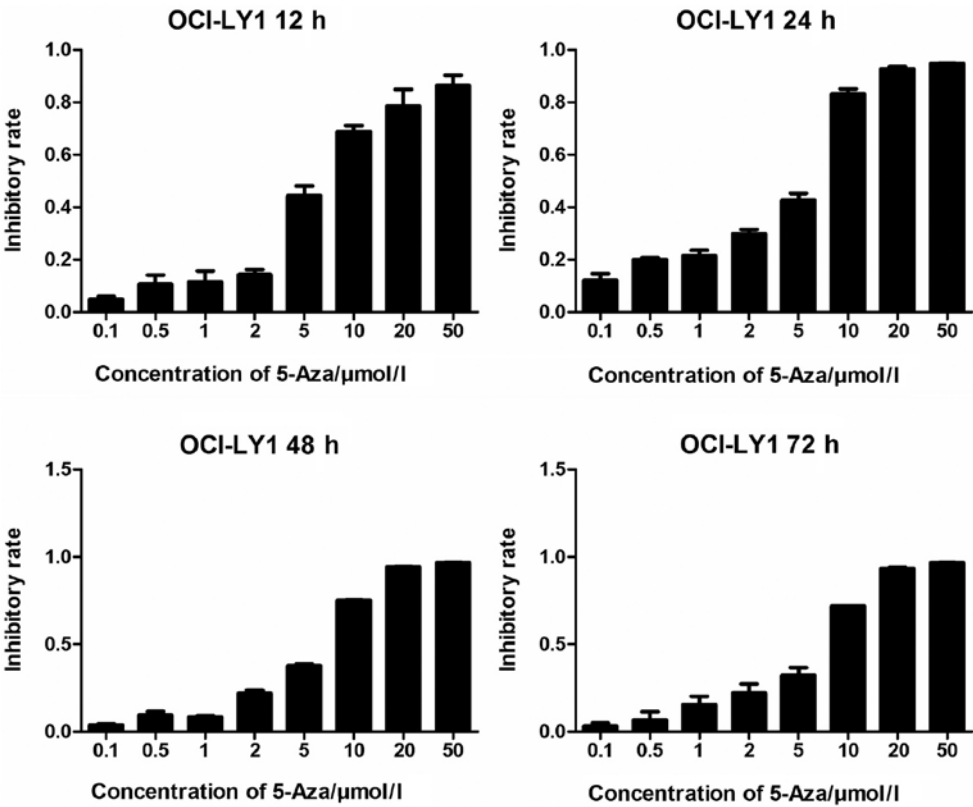 OCI-LY1 12 h
1.0
0.8
0.6
0.4
0.2
0.0
Inhibitory rate
0.1 0.5 1 2 5 10 20 50
Concentration of 5-Aza/µmol/l
OCI-LY1 24 h
1.0
0.8
0.6
0.4
0.2
0.0
Inhibitory rate
0.1 0.5 1 2 5 10 20 50
Concentration of 5-Aza/µmol/l
OCI-LY1 48 h
1.5
1.0
0.5
0.0
Inhibitory rate
0.1 0.5 1 2 5 10 20 50
Concentration of 5-Aza/µmol/l
OCI-LY1 72 h
1.5
1.0
0.5
0.0
Inhibitory rate
0.1 0.5 1 2 5 10 20 50
Concentration of 5-Aza/µmol/l